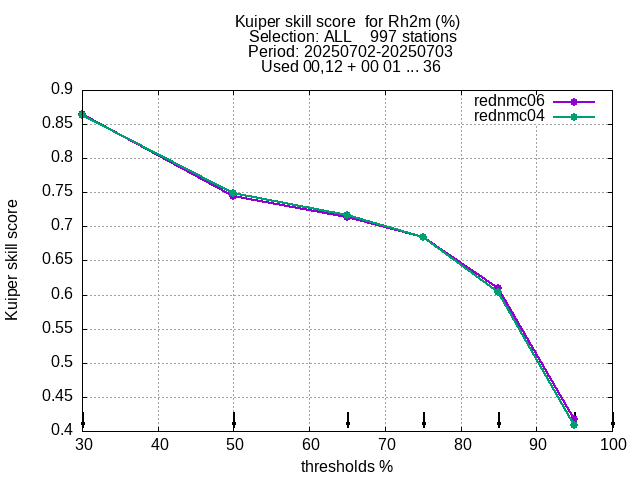 Kuiper skill score  for Rh2m (%)
Selection: ALL    997 stations
Period: 20250702-20250703
Used 00,12 + 00 01 ... 36
rednmc06
rednmc04
0.9
0.85
0.8
0.75
0.7
0.65
0.6
0.55
0.5
0.45
0.4
Kuiper skill score
30 40 50 60 70 80 90 100
thresholds %